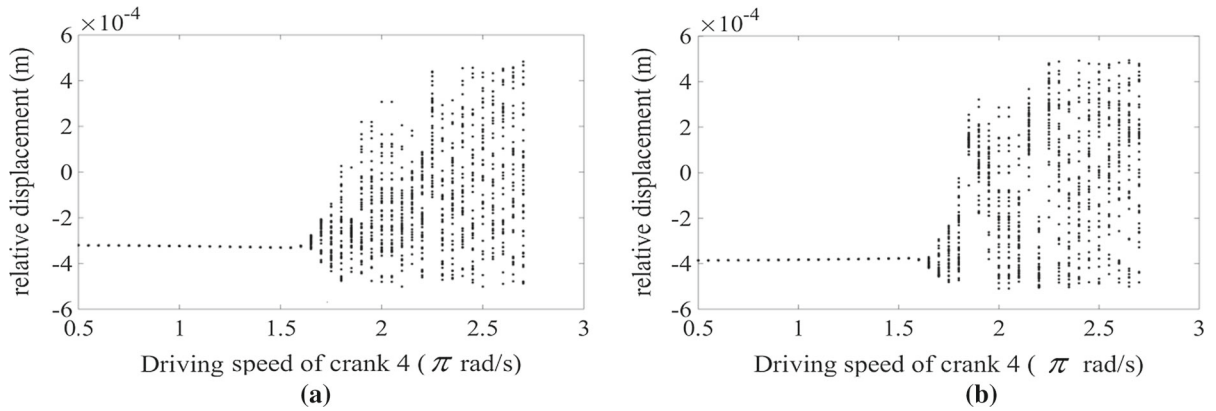 ×10⁻⁴
6
4
2
0
-2
-4
-6
0.5 1 1.5 2 2.5 3
relative displacement (m)
Driving speed of crank 4 ( π rad/s)
(a)
×10⁻⁴
6
4
2
0
-2
-4
-6
0.5 1 1.5 2 2.5 3
relative displacement (m)
Driving speed of crank 4 ( π rad/s)
(b)